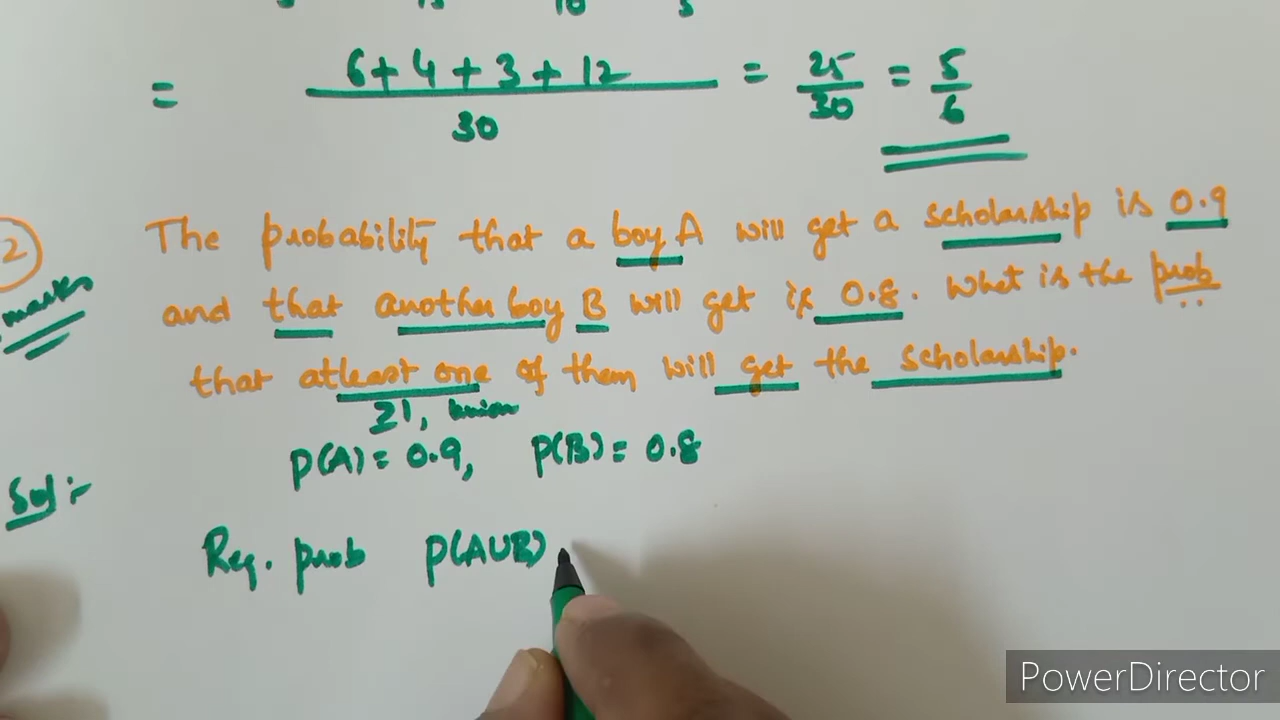 = 6+4+3+12 / 30 = 25/30 = 5/6
2 The probability that a boy A will get a scholarship is 0.9
marks and that another boy B will get is 0.8. What is the prob
that atleast one of them will get the scholarship.
≥1, union
P(A) = 0.9, P(B) = 0.8
Sol:-
Req. prob P(AUB)
PowerDirector